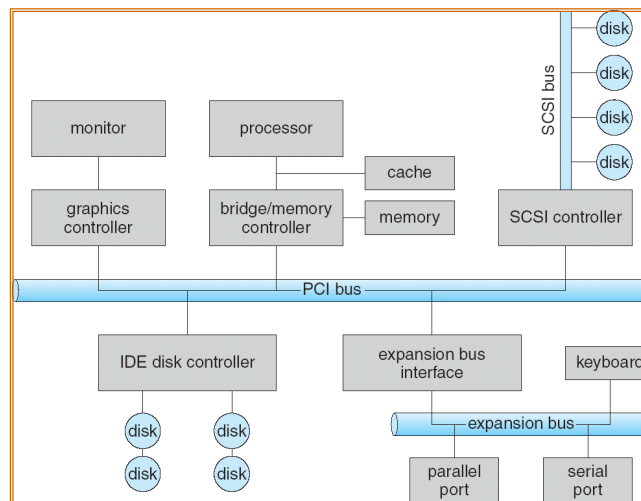 disk
disk
disk
disk
SCSI bus
monitor
processor
cache
graphics
controller
bridge/memory
controller
memory
SCSI controller
PCI bus
IDE disk controller
expansion bus
interface
keyboard
disk
disk
disk
disk
expansion bus
parallel
port
serial
port